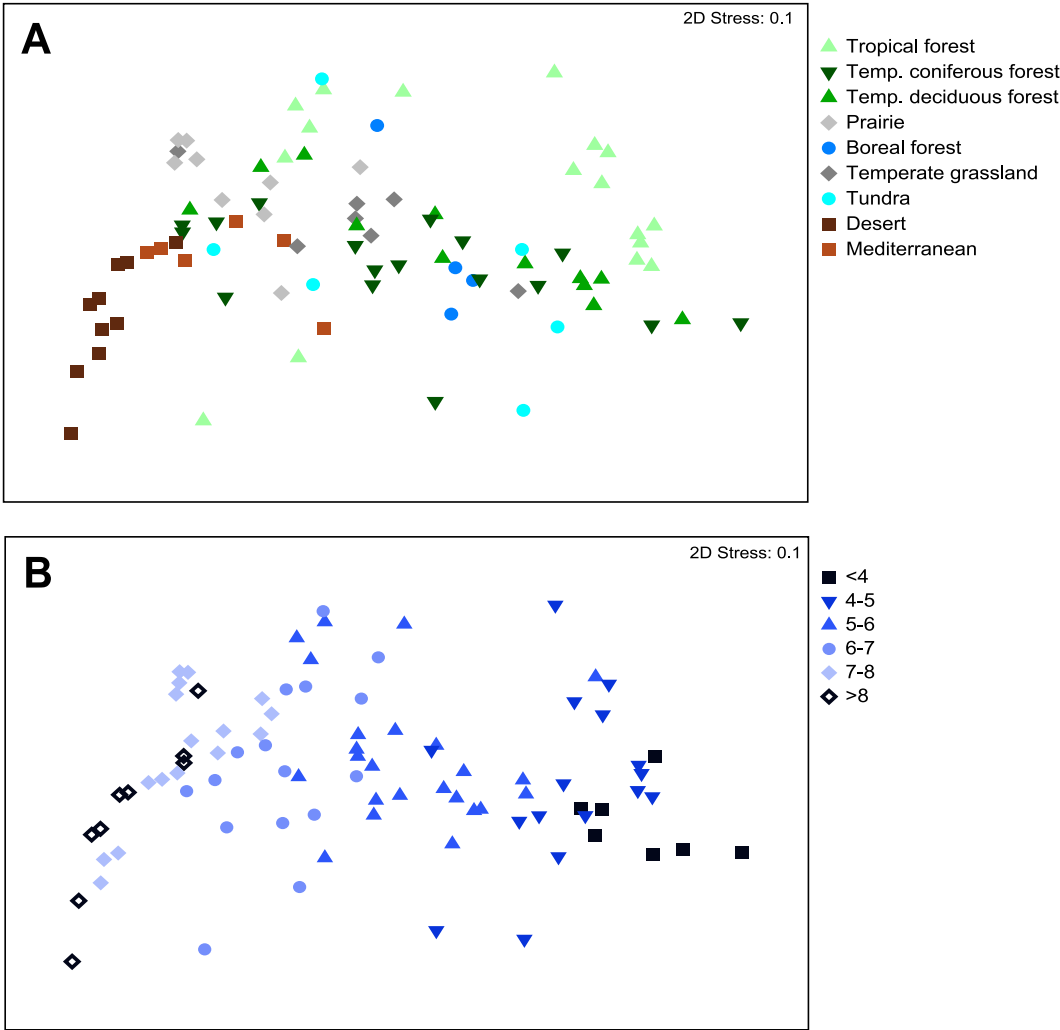 A
2D Stress: 0.1
Tropical forest
Temp. coniferous forest
Temp. deciduous forest
Prairie
Boreal forest
Temperate grassland
Tundra
Desert
Mediterranean
B
2D Stress: 0.1
<4
4-5
5-6
6-7
7-8
>8